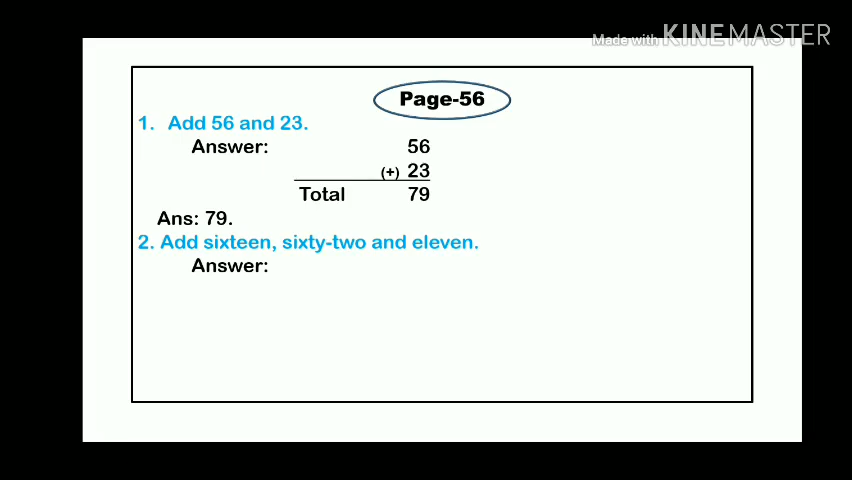 Made with KINEMASTER
Page-56
1. Add 56 and 23.
Answer: 56
(+) 23
Total 79
Ans: 79.
2. Add sixteen, sixty-two and eleven.
Answer: